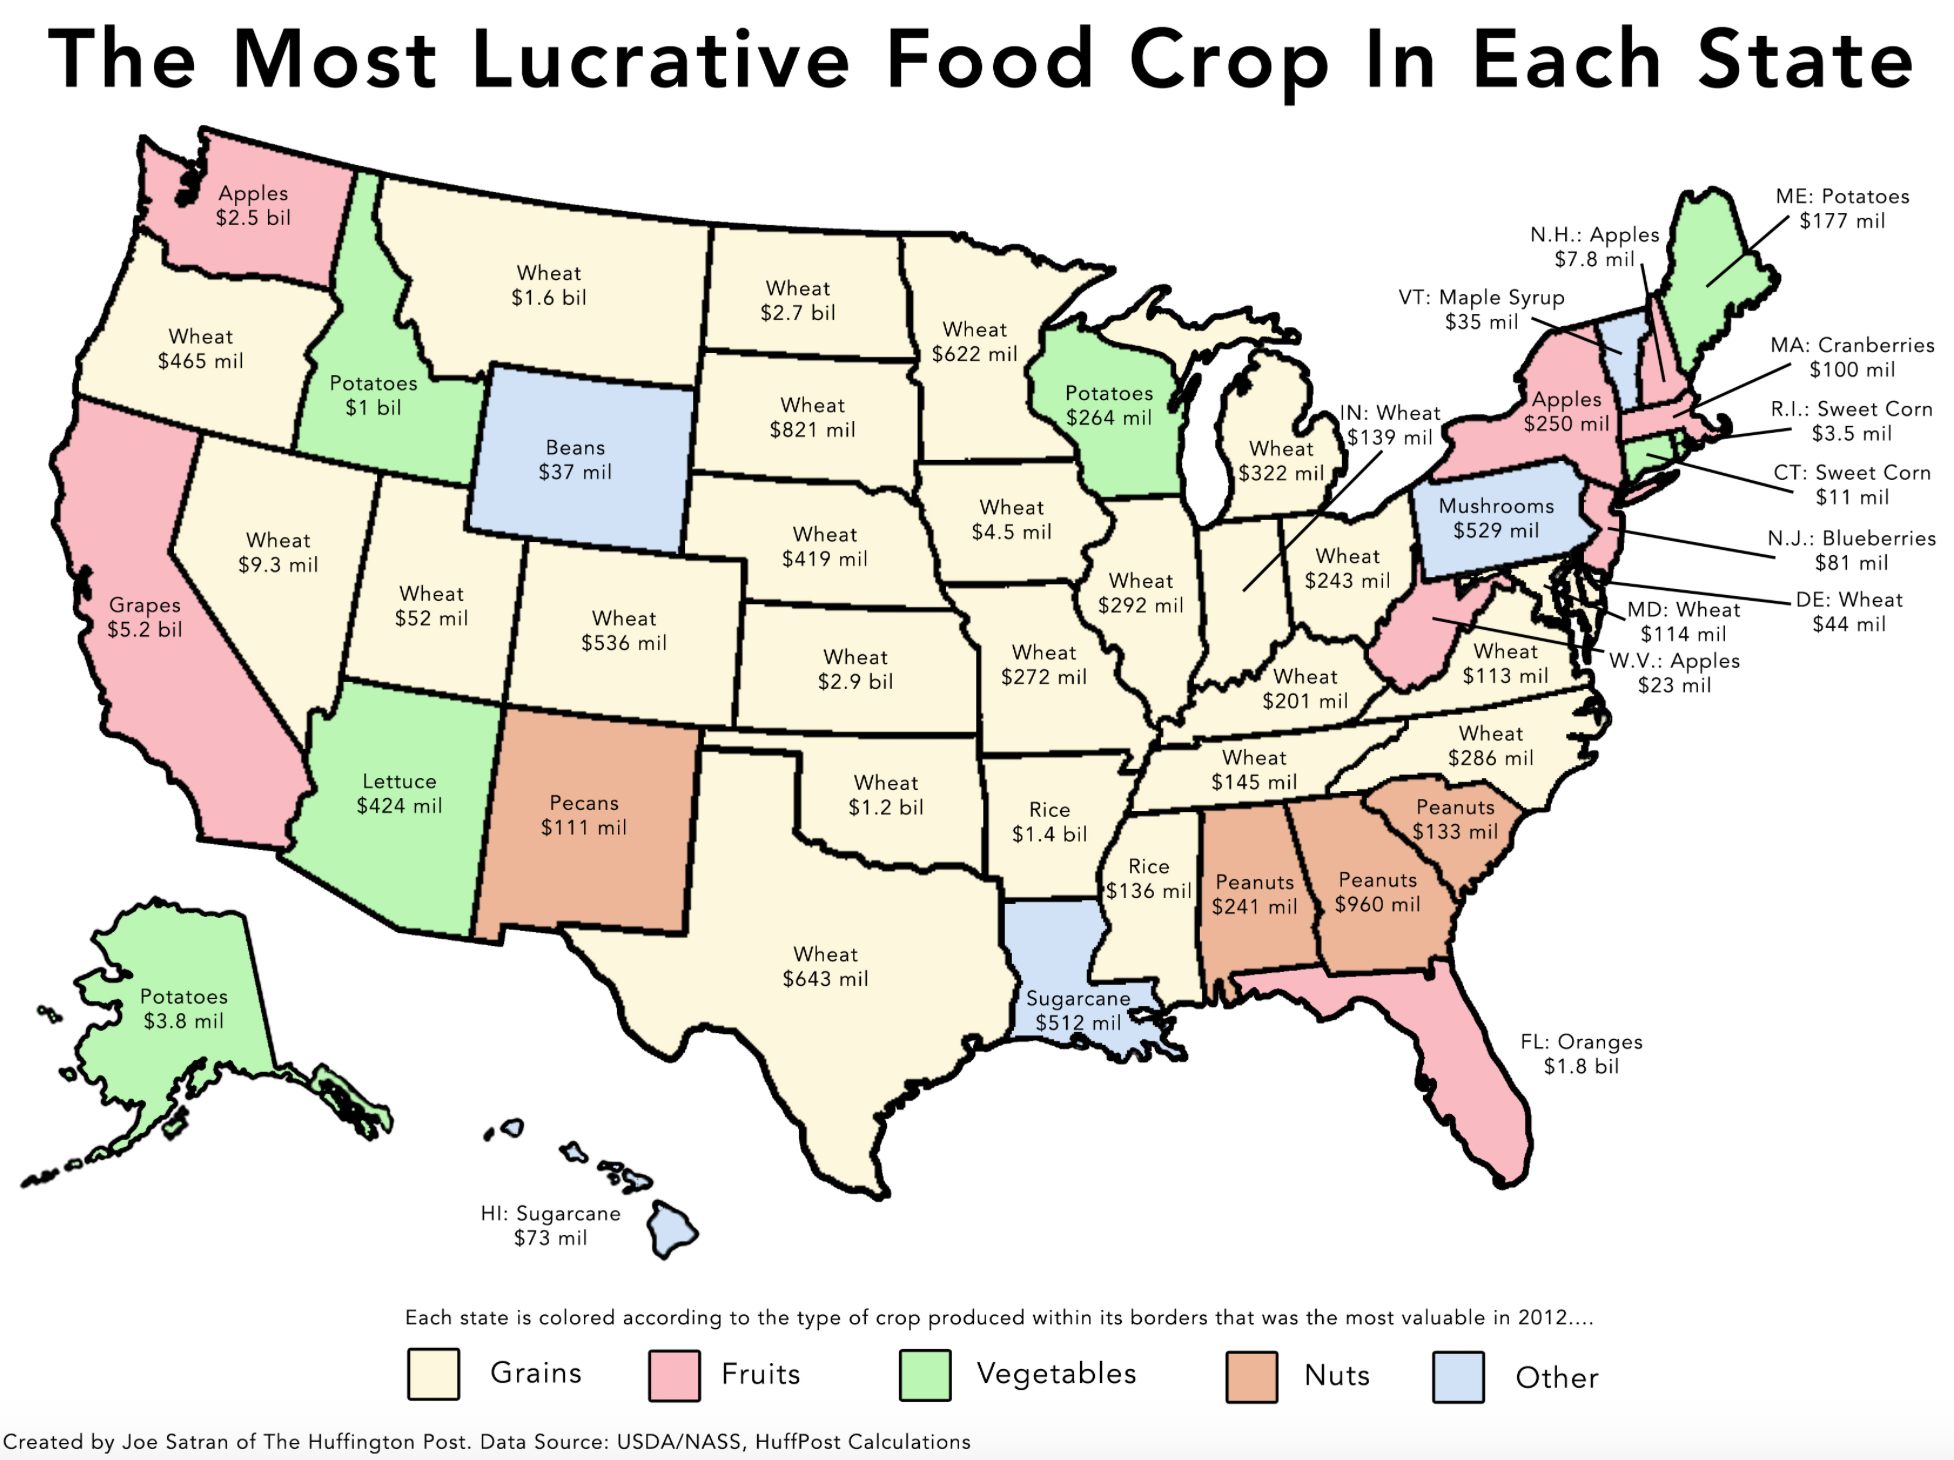 The Most Lucrative Food Crop In Each State
Apples
$2.5 bil
Wheat
$465 mil
Potatoes
$1 bil
Wheat
$1.6 bil
Wheat
$2.7 bil
Wheat
$622 mil
Wheat
$821 mil
Beans
$37 mil
Potatoes
$264 mil
Wheat
$322 mil
IN: Wheat
$139 mil
Apples
$250 mil
VT: Maple Syrup
$35 mil
N.H.: Apples
$7.8 mil
ME: Potatoes
$177 mil
MA: Cranberries
$100 mil
R.I.: Sweet Corn
$3.5 mil
CT: Sweet Corn
$11 mil
N.J.: Blueberries
$81 mil
DE: Wheat
$44 mil
MD: Wheat
$114 mil
W.V.: Apples
$23 mil
Mushrooms
$529 mil
Grapes
$5.2 bil
Wheat
$9.3 mil
Wheat
$52 mil
Wheat
$536 mil
Wheat
$419 mil
Wheat
$4.5 mil
Wheat
$292 mil
Wheat
$243 mil
Wheat
$2.9 bil
Wheat
$272 mil
Wheat
$201 mil
Wheat
$113 mil
Wheat
$286 mil
Wheat
$145 mil
Lettuce
$424 mil
Pecans
$111 mil
Wheat
$1.2 bil
Rice
$1.4 bil
Rice
$136 mil
Peanuts
$241 mil
Peanuts
$960 mil
Peanuts
$133 mil
Wheat
$643 mil
Sugarcane
$512 mil
FL: Oranges
$1.8 bil
Potatoes
$3.8 mil
HI: Sugarcane
$73 mil
Each state is colored according to the type of crop produced within its borders that was the most valuable in 2012....
Grains
Fruits
Vegetables
Nuts
Other
Created by Joe Satran of The Huffington Post. Data Source: USDA/NASS, HuffPost Calculations